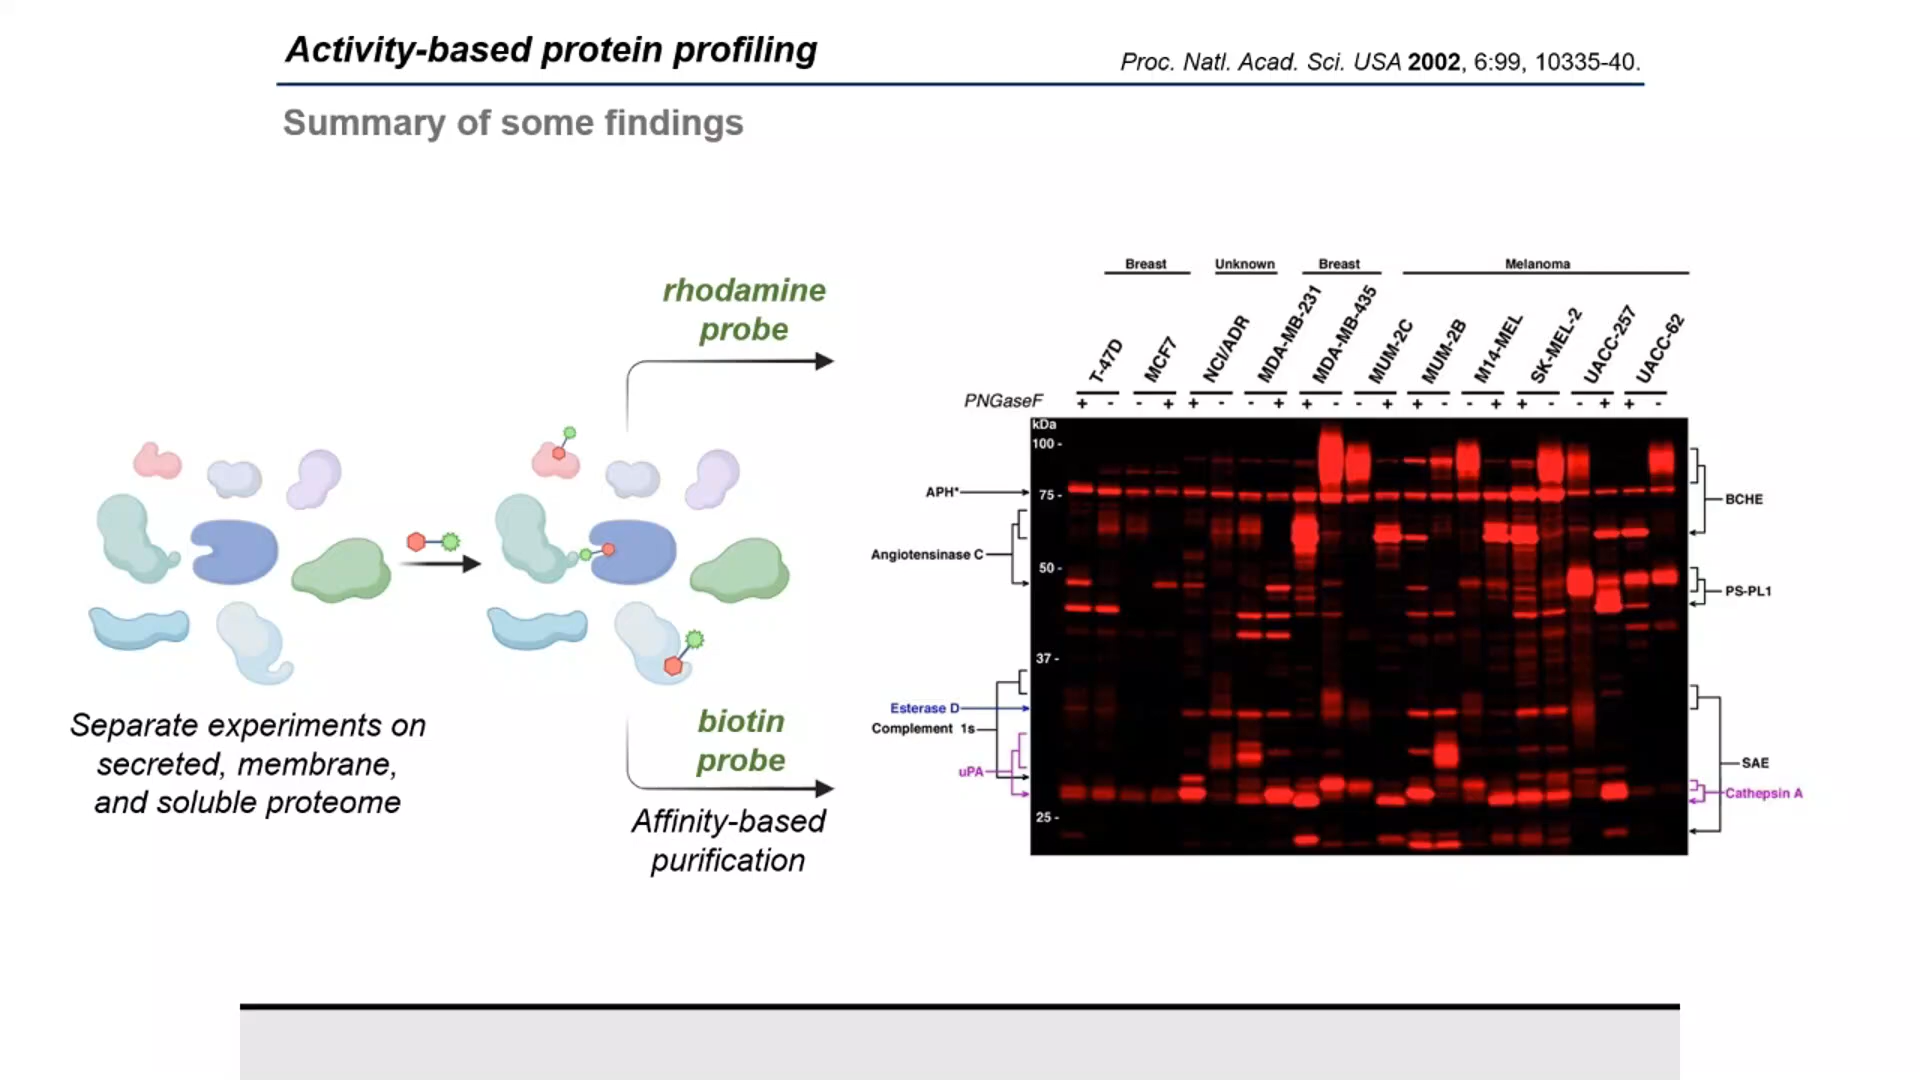 Activity-based protein profiling
Proc. Natl. Acad. Sci. USA 2002, 6:99, 10335-40.
Summary of some findings
rhodamine
probe
biotin
probe
Affinity-based
purification
Separate experiments on
secreted, membrane,
and soluble proteome
Breast Unknown Breast Melanoma
T-47D MCF7 NCI/ADR MDA-MB-231 MDA-MB-435 MUM-2C MUM-2B M14-MEL SK-MEL-2 UACC-257 UACC-62
PNGaseF + - - + + - - + + - - + + - - + + - - + + -
kDa
100 -
75 -
50 -
37 -
25 -
APH*
Angiotensinase C
Esterase D
Complement 1s
uPA
BCHE
PS-PL1
SAE
Cathepsin A